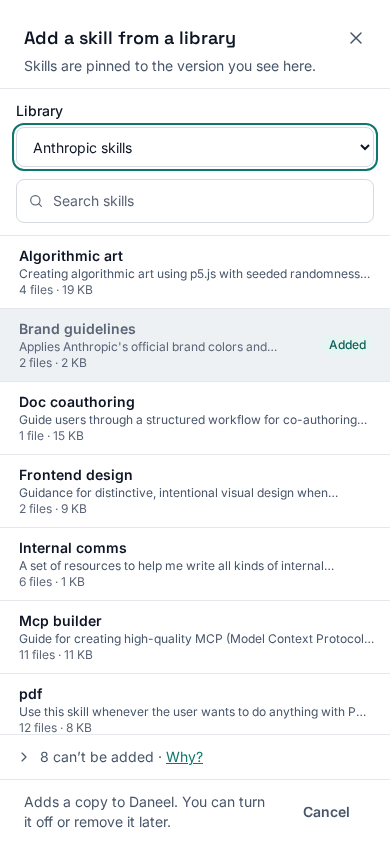 Add a skill from a library
Skills are pinned to the version you see here.
Library
Anthropic skills
Search skills
Algorithmic art
Creating algorithmic art using p5.js with seeded randomness...
4 files · 19 KB
Brand guidelines
Applies Anthropic's official brand colors and...
2 files · 2 KB
Added
Doc coauthoring
Guide users through a structured workflow for co-authoring...
1 file · 15 KB
Frontend design
Guidance for distinctive, intentional visual design when...
2 files · 9 KB
Internal comms
A set of resources to help me write all kinds of internal...
6 files · 1 KB
Mcp builder
Guide for creating high-quality MCP (Model Context Protocol...
11 files · 11 KB
pdf
Use this skill whenever the user wants to do anything with P...
12 files · 8 KB
8 can’t be added · Why?
Adds a copy to Daneel. You can turn
it off or remove it later.
Cancel